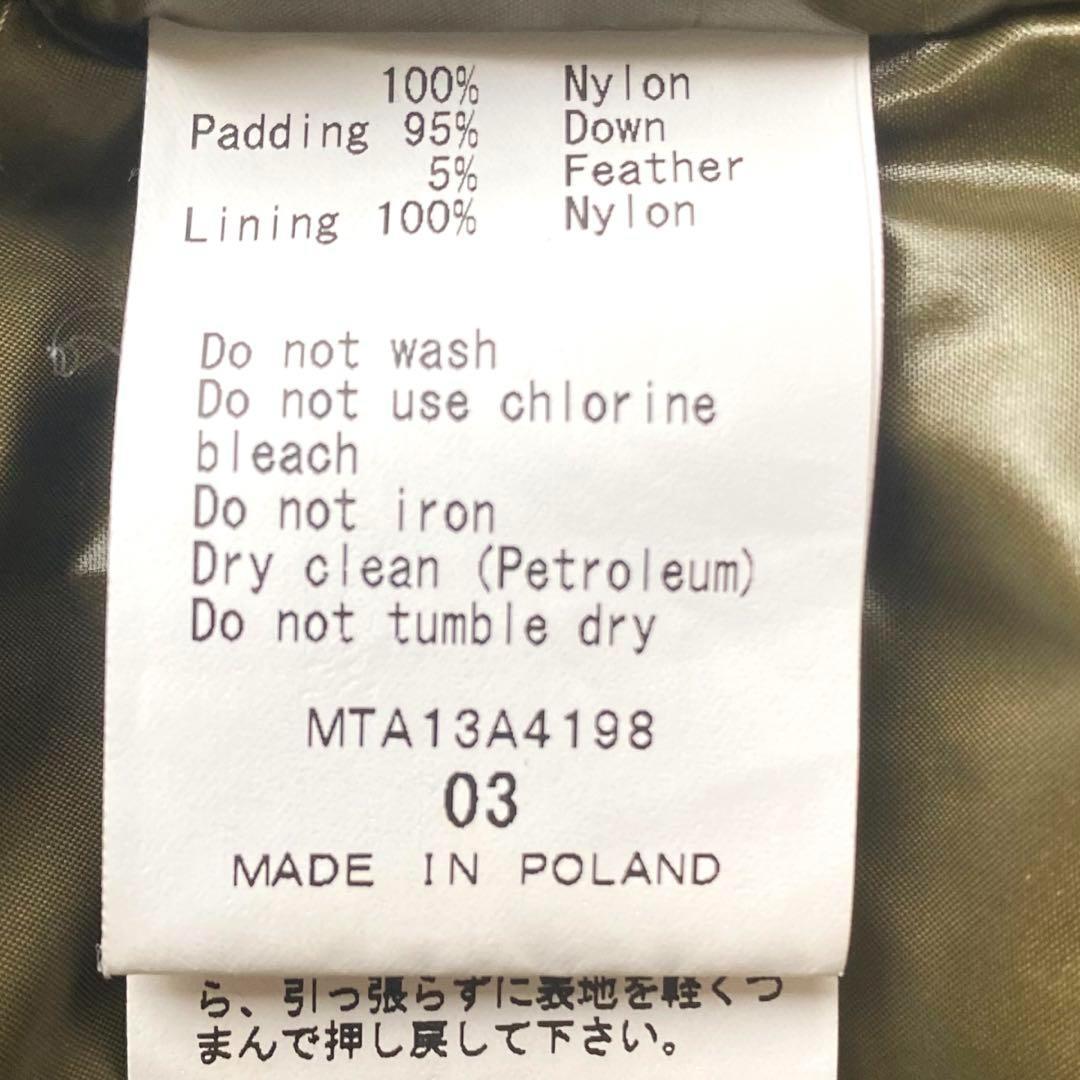 100% Nylon
Padding 95% Down
5% Feather
Lining 100% Nylon
Do not wash
Do not use chlorine
bleach
Do not iron
Dry clean (Petroleum)
Do not tumble dry
MTA13A4198
03
MADE IN POLAND
ら、引っ張らずに表地を軽くつ
まんで押し戻して下さい。